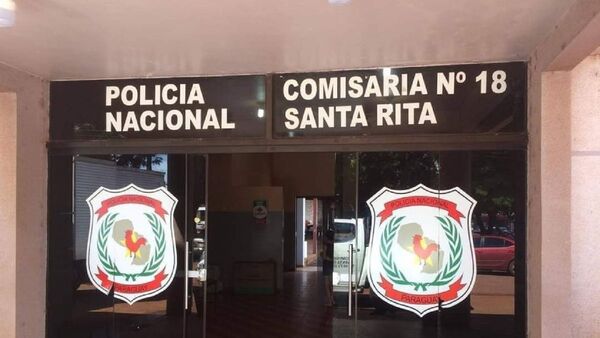 POLICIA
NACIONAL
COMISARIA Nº 18
SANTA RITA
POLICIA NACIONAL
PARAGUAY
POLICIA NACIONAL
PARAGUAY